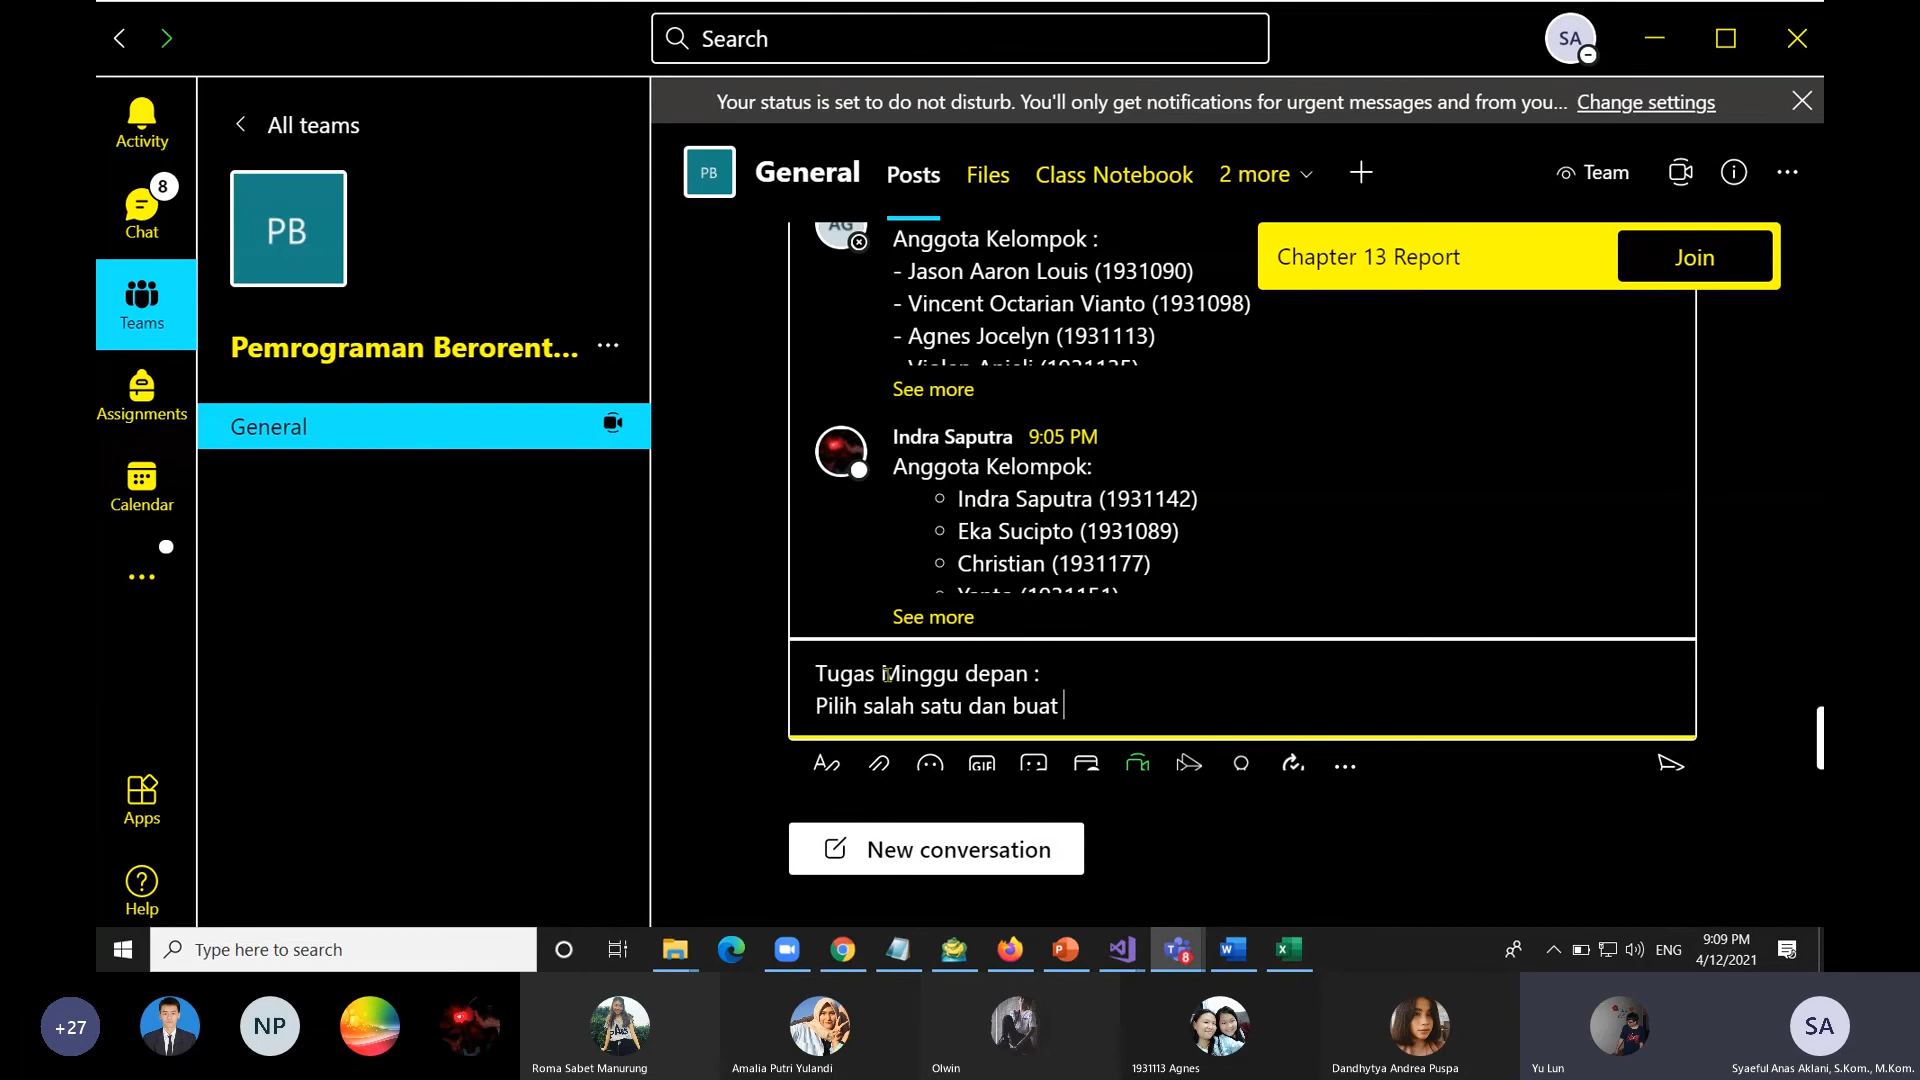 Search
SA
Your status is set to do not disturb. You'll only get notifications for urgent messages and from you... Change settings
Activity
8
Chat
Teams
Assignments
Calendar
Apps
Help
All teams
PB
Pemrograman Berorent...
General
PB
General
Posts
Files
Class Notebook
2 more
Team
AG
Anggota Kelompok :
- Jason Aaron Louis (1931090)
- Vincent Octarian Vianto (1931098)
- Agnes Jocelyn (1931113)
See more
Chapter 13 Report
Join
Indra Saputra 9:05 PM
Anggota Kelompok:
Indra Saputra (1931142)
Eka Sucipto (1931089)
Christian (1931177)
See more
Tugas Minggu depan :
Pilih salah satu dan buat
GIF
New conversation
Type here to search
8
ENG
9:09 PM
4/12/2021
+27
NP
Roma Sabet Manurung
Amalia Putri Yulandi
Olwin
1931113 Agnes
Dandhytya Andrea Puspa
Yu Lun
SA
Syaeful Anas Aklani, S.Kom., M.Kom.